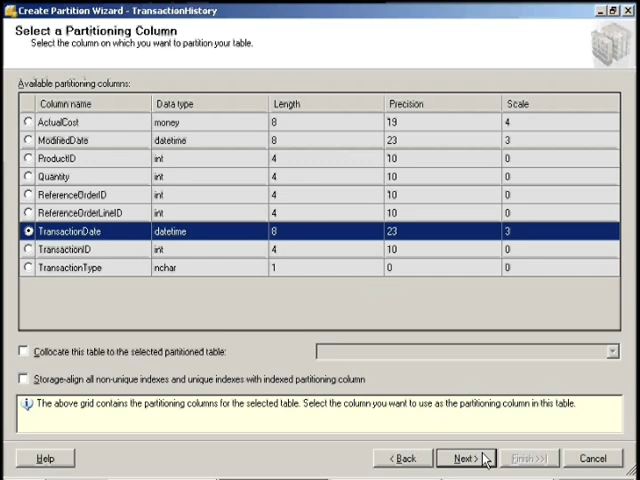 Create Partition Wizard - TransactionHistory
Select a Partitioning Column
Select the column on which you want to partition your table.
Available partitioning columns:
Column name Data type Length Precision Scale
ActualCost money 8 19 4
ModifiedDate datetime 8 23 3
ProductID int 4 10 0
Quantity int 4 10 0
ReferenceOrderID int 4 10 0
ReferenceOrderLineID int 4 10 0
TransactionDate datetime 8 23 3
TransactionID int 4 10 0
TransactionType nchar 1 0 0
Collocate this table to the selected partitioned table:
Storage-align all non-unique indexes and unique indexes with indexed partitioning column
The above grid contains the partitioning columns for the selected table. Select the column you want to use as the partitioning column in this table.
Help < Back Next > Finish >>| Cancel